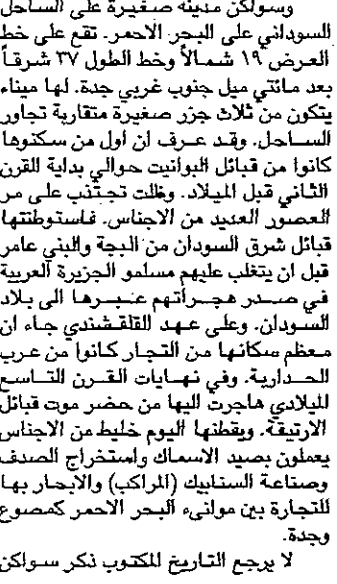 وسواكن مدينة صغيرة على الساحل
السوداني على البحر الاحمر. تقع على خط
العرض ١٩ شمالاً وخط الطول ٣٧ شرقاً
بعد مائتي ميل جنوب غربي جدة. لها ميناء
يتكون من ثلاث جزر صغيرة متقاربة تجاور
الساحل. وقد عرف ان اول من سكنوها
كانوا من قبائل البوانيت حوالي بداية القرن
الثاني قبل الميلاد. وظلت تجتذب على مر
العصور العديد من الاجناس. فاستوطنتها
قبائل شرق السودان من البجة والبني عامر
قبل ان يتغلب عليهم مسلمو الجزيرة العربية
في صدر هجراتهم عبرها الى بلاد
السودان. وعلى عهد القلقشندي جاء ان
معظم سكانها من التجار كانوا من عرب
الحدارية. وفي نهايات القرن التاسع
الميلادي هاجرت اليها من حضر موت قبائل
الارتيقة. ويقطنها اليوم خليط من الاجناس
يعملون بصيد الاسماك واستخراج الصدف
وصناعة السنابيك (المراكب) والابحار بها
للتجارة بين موانىء البحر الاحمر كمصوع
وجدة.
لا يرجع التاريخ المكتوب ذكر سواكن